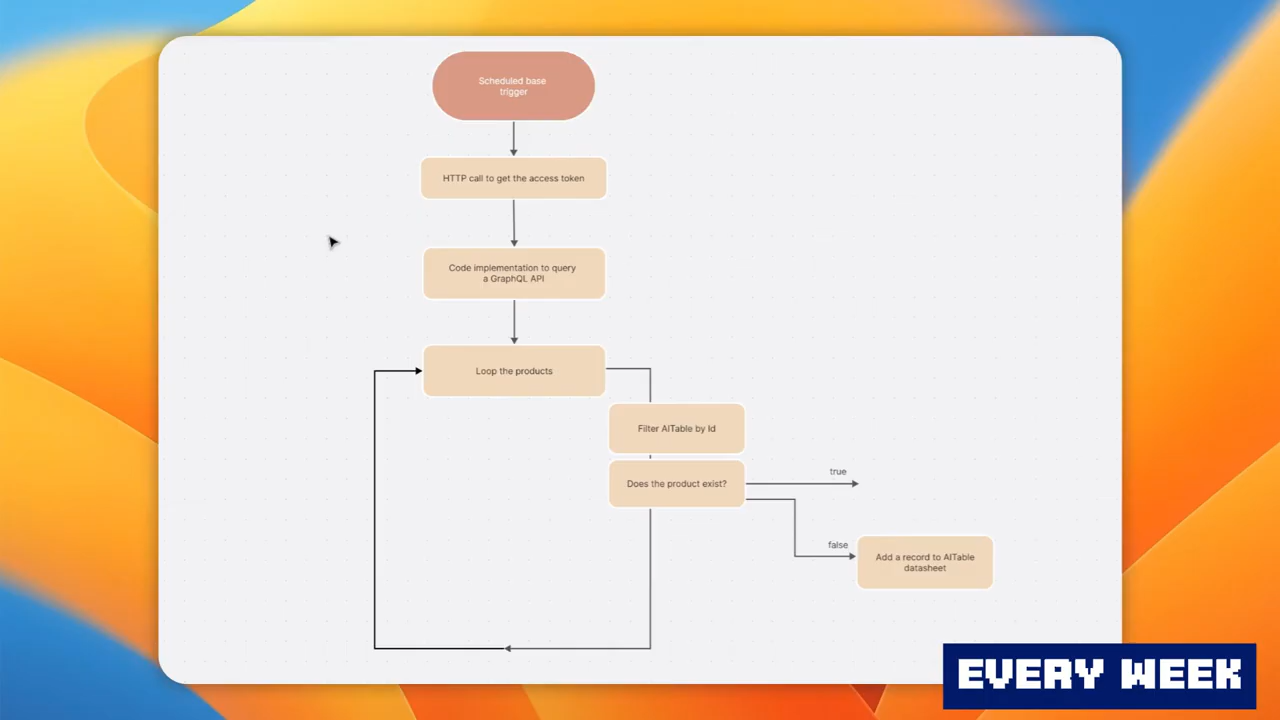 Scheduled base
trigger
HTTP call to get the access token
Code implementation to query
a GraphQL API
Loop the products
Filter AITable by Id
Does the product exist?
true
false
Add a record to AITable
datasheet
EVERY WEEK